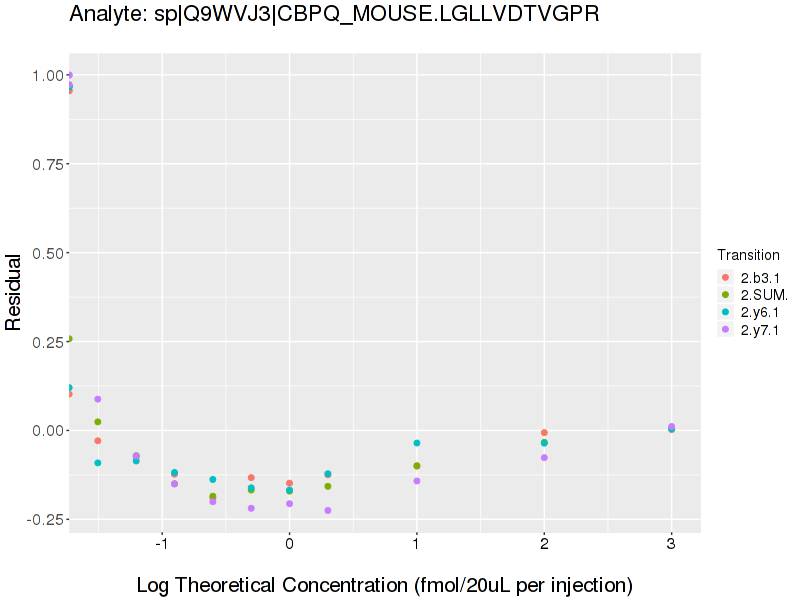 Analyte: sp|Q9WVJ3|CBPQ_MOUSE.LGLLVDTVGPR
1.00
0.75
0.50
0.25
0.00
-0.25
Residual
-1
0
1
2
3
Log Theoretical Concentration (fmol/20uL per injection)
Transition
2.b3.1
2.SUM.
2.y6.1
2.y7.1